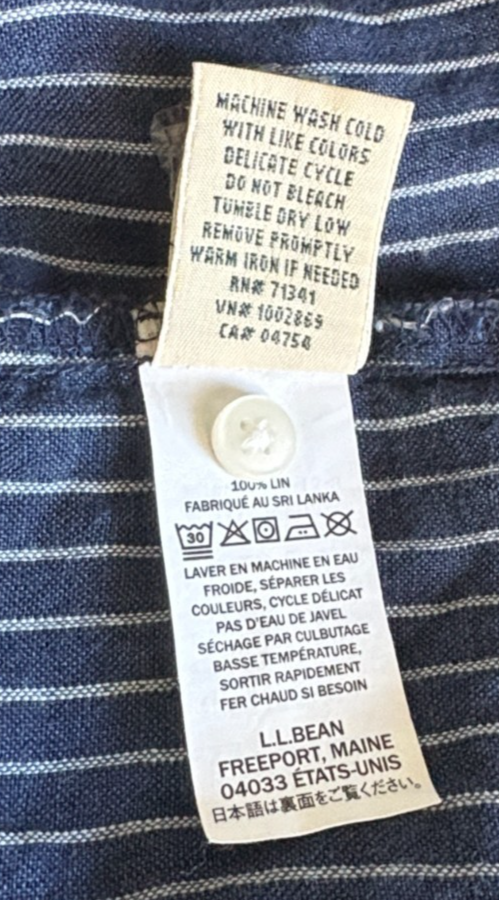 MACHINE WASH COLD
WITH LIKE COLORS
DELICATE CYCLE
DO NOT BLEACH
TUMBLE DRY LOW
REMOVE PROMPTLY
WARM IRON IF NEEDED
RN# 71341
VN# 1002869
CA# 04754
100% LIN
FABRIQUÉ AU SRI LANKA
30
LAVER EN MACHINE EN EAU
FROIDE, SÉPARER LES
COULEURS, CYCLE DÉLICAT
PAS D'EAU DE JAVEL
SÉCHAGE PAR CULBUTAGE
BASSE TEMPÉRATURE,
SORTIR RAPIDEMENT
FER CHAUD SI BESOIN
L.L.BEAN
FREEPORT, MAINE
04033 ÉTATS-UNIS
日本語は裏面をご覧ください。